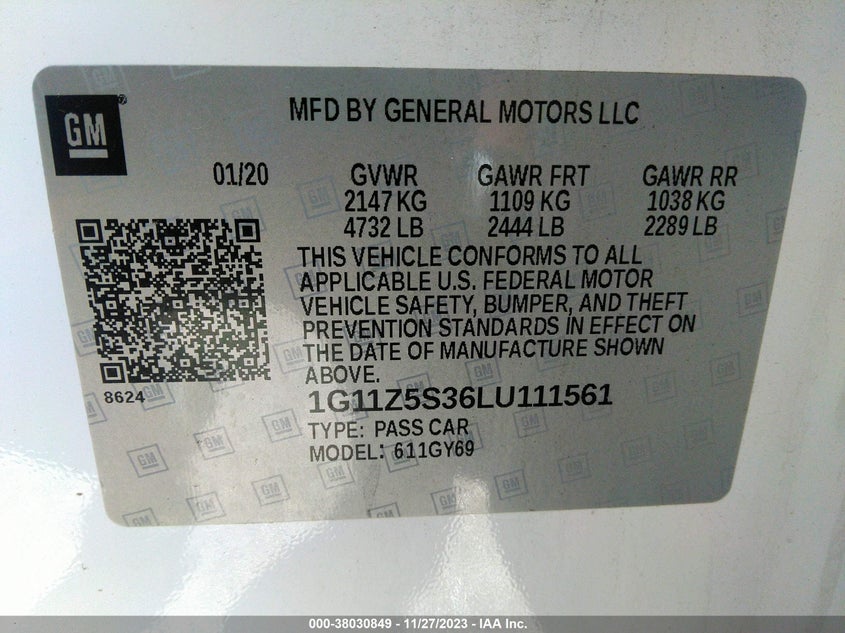 GM
MFD BY GENERAL MOTORS LLC
01/20 GVWR GAWR FRT GAWR RR
2147 KG 1109 KG 1038 KG
4732 LB 2444 LB 2289 LB
THIS VEHICLE CONFORMS TO ALL
APPLICABLE U.S. FEDERAL MOTOR
VEHICLE SAFETY, BUMPER, AND THEFT
PREVENTION STANDARDS IN EFFECT ON
THE DATE OF MANUFACTURE SHOWN
ABOVE.
8624
1G11Z5S36LU111561
TYPE: PASS CAR
MODEL: 611GY69
000-38030849 - 11/27/2023 - IAA Inc.